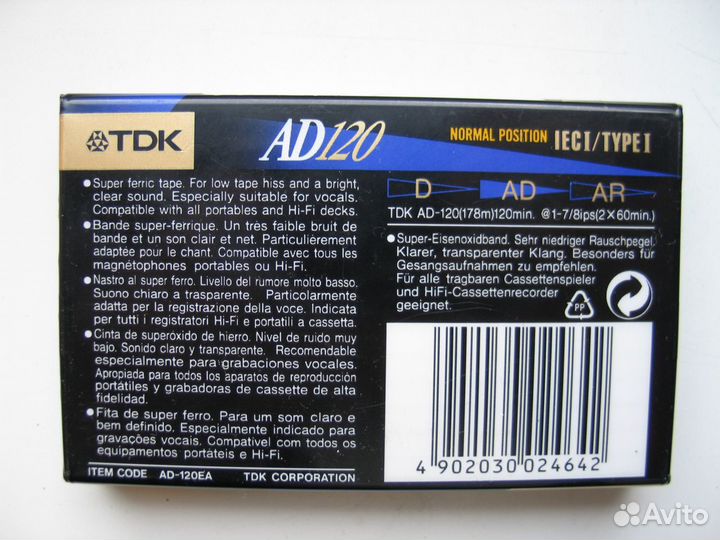 TDK
AD120
NORMAL POSITION IECI/TYPE I
D AD AR
TDK AD-120(178m)120min. @1-7/8ips(2×60min.)
•Super ferric tape. For low tape hiss and a bright,
clear sound. Especially suitable for vocals.
Compatible with all portables and Hi-Fi decks.
•Bande super-ferrique. Un très faible bruit de
bande et un son clair et net. Particulièrement
adaptée pour le chant. Compatible avec tous les
magnétophones portables ou Hi-Fi.
•Nastro al super ferro. Livello del rumore molto basso.
Suono chiaro a trasparente. Particolarmente
adatta per la registrazione della voce. Indicata
per tutti i registratori Hi-Fi e portatili a cassetta.
•Cinta de superóxido de hierro. Nivel de ruido muy
bajo. Sonido claro y transparente. Recomendable
especialmente para grabaciones vocales.
Apropiada para todos los aparatos de reproducción
portátiles y grabadoras de cassette de alta
fidelidad.
•Fita de super ferro. Para um som claro e
bem definido. Especialmente indicado para
gravações vocais. Compatível com todos os
equipamentos portáteis e Hi-Fi.
ITEM CODE AD-120EA TDK CORPORATION
•Super-Eisenoxidband. Sehr niedriger Rauschpegel.
Klarer, transparenter Klang. Besonders für
Gesangsaufnahmen zu empfehlen.
Für alle tragbaren Cassettenspieler
und HiFi-Cassettenrecorder
geeignet.
PP
4 902030 024642
Avito